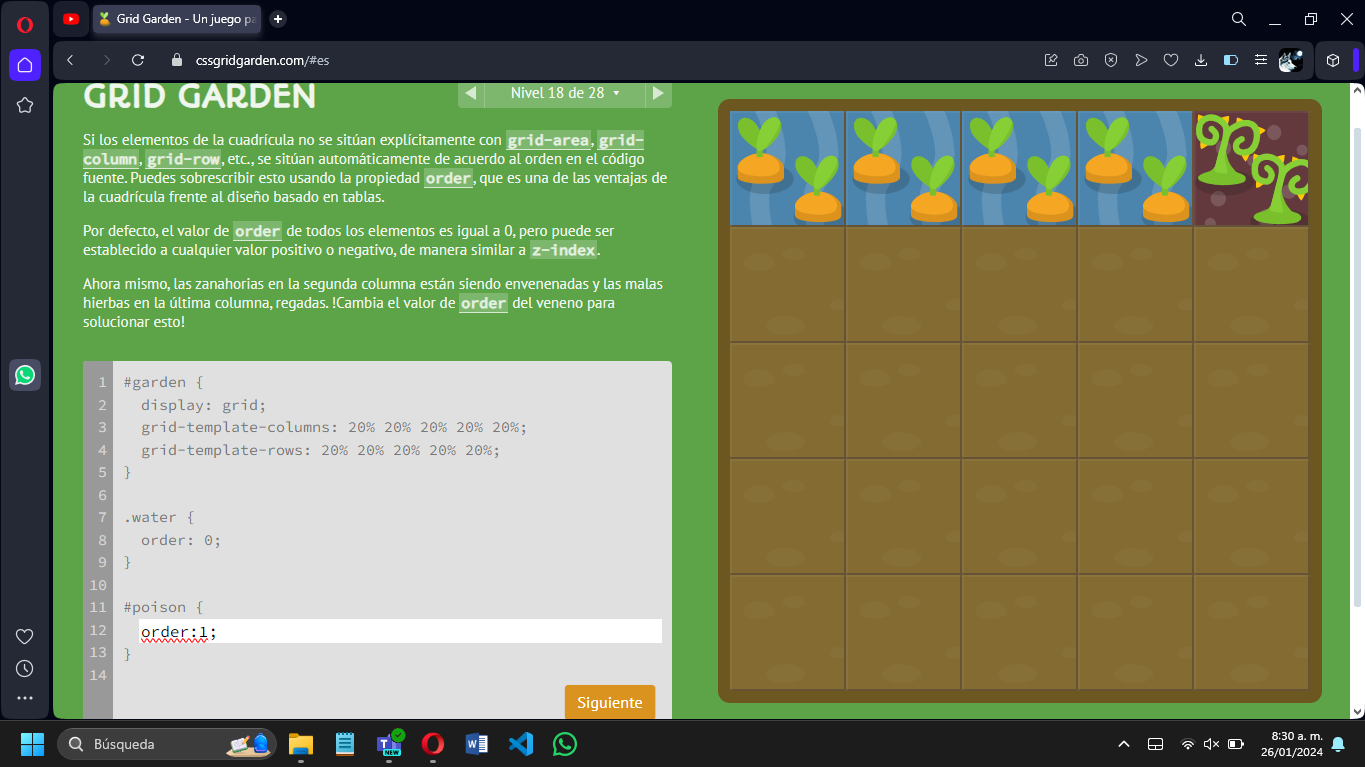 Grid Garden - Un juego pa
cssgridgarden.com/#es
GRID GARDEN
Nivel 18 de 28
Si los elementos de la cuadrícula no se sitúan explícitamente con grid-area, grid-
column, grid-row, etc., se sitúan automáticamente de acuerdo al orden en el código
fuente. Puedes sobrescribir esto usando la propiedad order, que es una de las ventajas de
la cuadrícula frente al diseño basado en tablas.
Por defecto, el valor de order de todos los elementos es igual a 0, pero puede ser
establecido a cualquier valor positivo o negativo, de manera similar a z-index.
Ahora mismo, las zanahorias en la segunda columna están siendo envenenadas y las malas
hierbas en la última columna, regadas. !Cambia el valor de order del veneno para
solucionar esto!
1 #garden {
2 display: grid;
3 grid-template-columns: 20% 20% 20% 20% 20%;
4 grid-template-rows: 20% 20% 20% 20% 20%;
5 }
6
7 .water {
8 order: 0;
9 }
10
11 #poison {
12 order:1;
13 }
14
Siguiente
Búsqueda
NEW
8:30 a. m.
26/01/2024